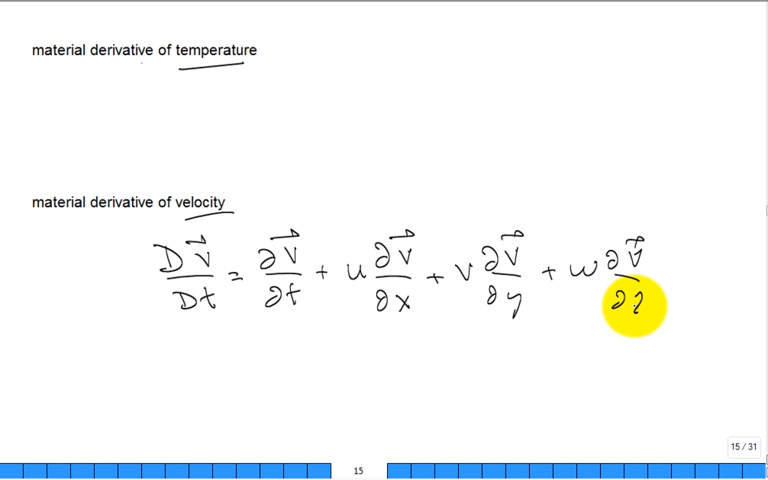 material derivative of temperature
material derivative of velocity
DV⃗/Dt = ∂V⃗/∂t + u ∂V⃗/∂x + v ∂V⃗/∂y + w ∂V⃗/∂z
15 / 31
15